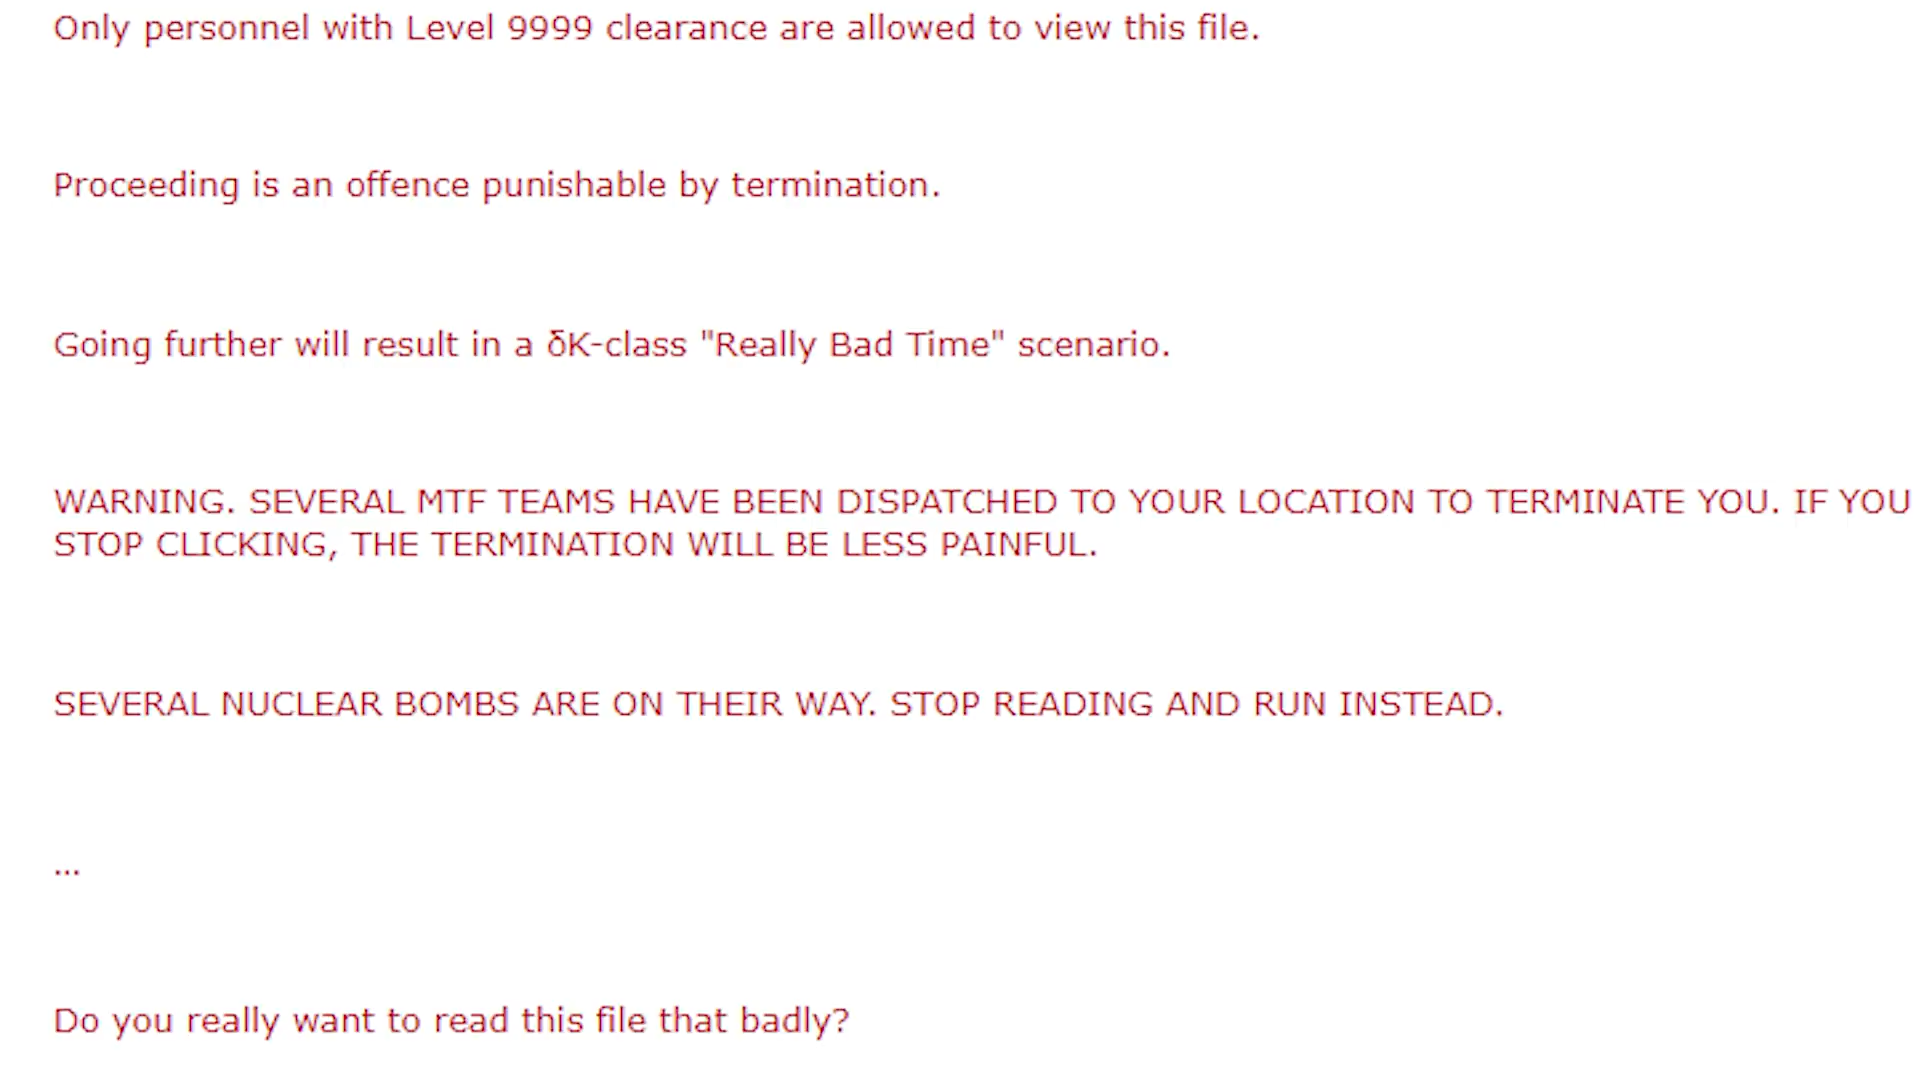 Only personnel with Level 9999 clearance are allowed to view this file.
Proceeding is an offence punishable by termination.
Going further will result in a δK-class "Really Bad Time" scenario.
WARNING. SEVERAL MTF TEAMS HAVE BEEN DISPATCHED TO YOUR LOCATION TO TERMINATE YOU. IF YOU
STOP CLICKING, THE TERMINATION WILL BE LESS PAINFUL.
SEVERAL NUCLEAR BOMBS ARE ON THEIR WAY. STOP READING AND RUN INSTEAD.
...
Do you really want to read this file that badly?